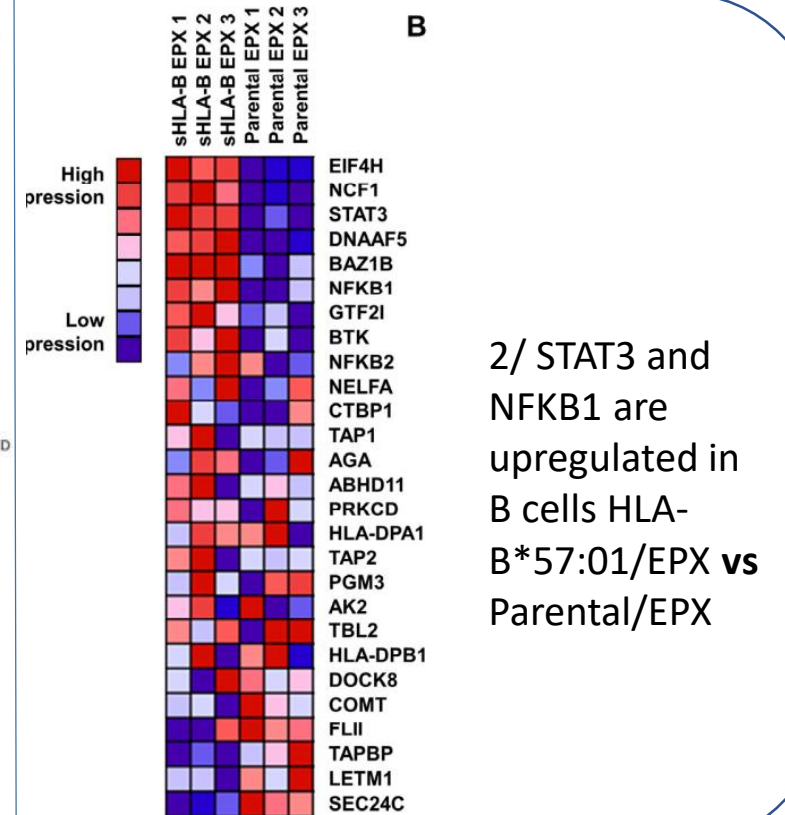 D
B
sHLA-B EPX 1
sHLA-B EPX 2
sHLA-B EPX 3
Parental EPX 1
Parental EPX 2
Parental EPX 3
High
pression
Low
pression
EIF4H
NCF1
STAT3
DNAAF5
BAZ1B
NFKB1
GTF2I
BTK
NFKB2
NELFA
CTBP1
TAP1
AGA
ABHD11
PRKCD
HLA-DPA1
TAP2
PGM3
AK2
TBL2
HLA-DPB1
DOCK8
COMT
FLII
TAPBP
LETM1
SEC24C
2/ STAT3 and
NFKB1 are
upregulated in
B cells HLA-
B*57:01/EPX vs
Parental/EPX